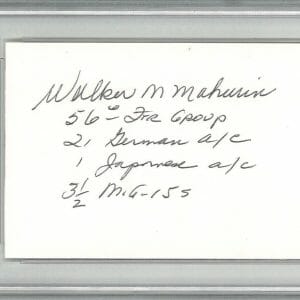 Walker M Mahurin
56th Ftr Group
21 German a/c
1 Japanese a/c
3 1/2 MiG-15s